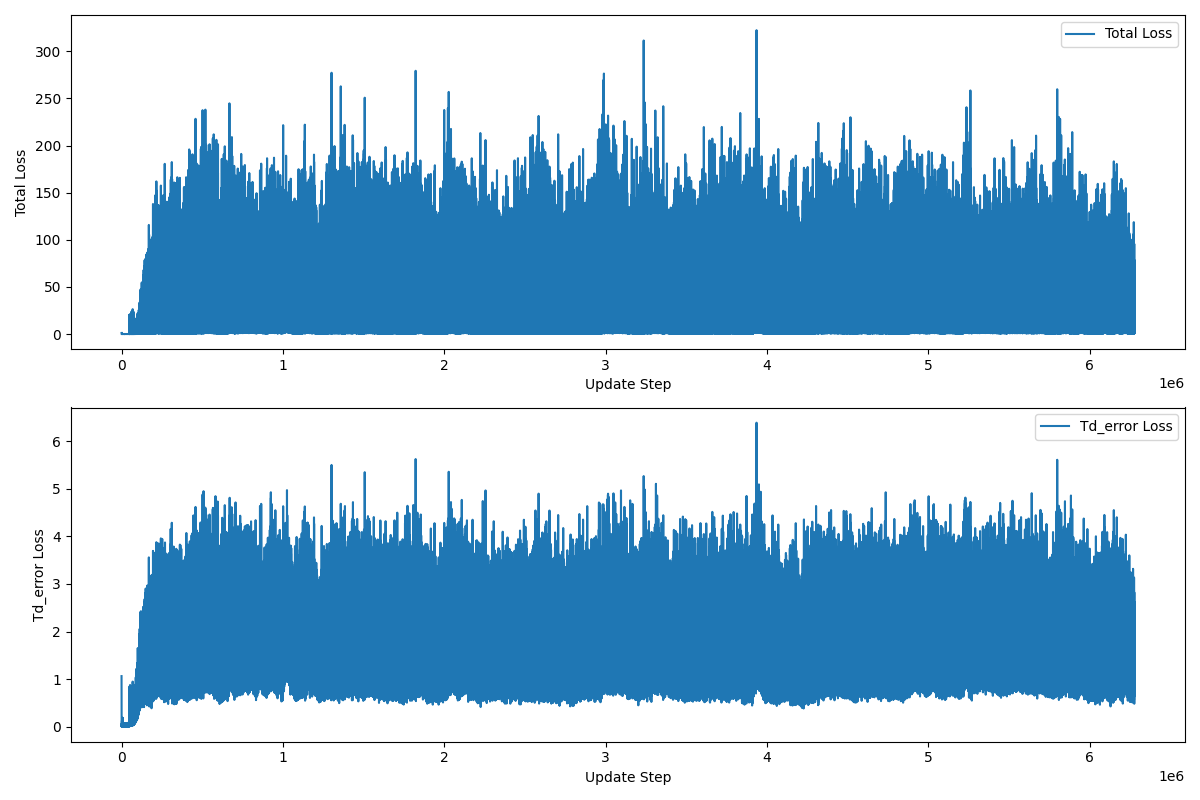 Total Loss
300
250
200
150
100
50
0
Total Loss
0 1 2 3 4 5 6
1e6
Update Step
Td_error Loss
6
5
4
3
2
1
0
Td_error Loss
0 1 2 3 4 5 6
1e6
Update Step